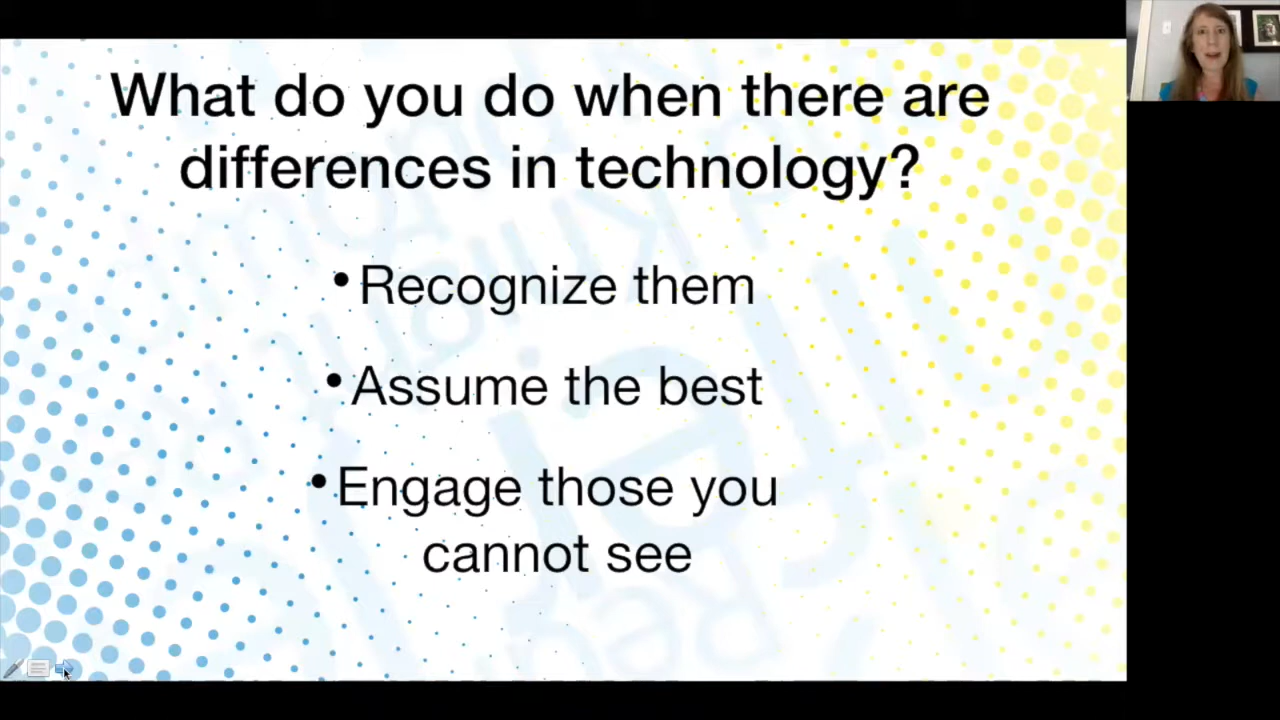 What do you do when there are
differences in technology?
• Recognize them
• Assume the best
• Engage those you
cannot see